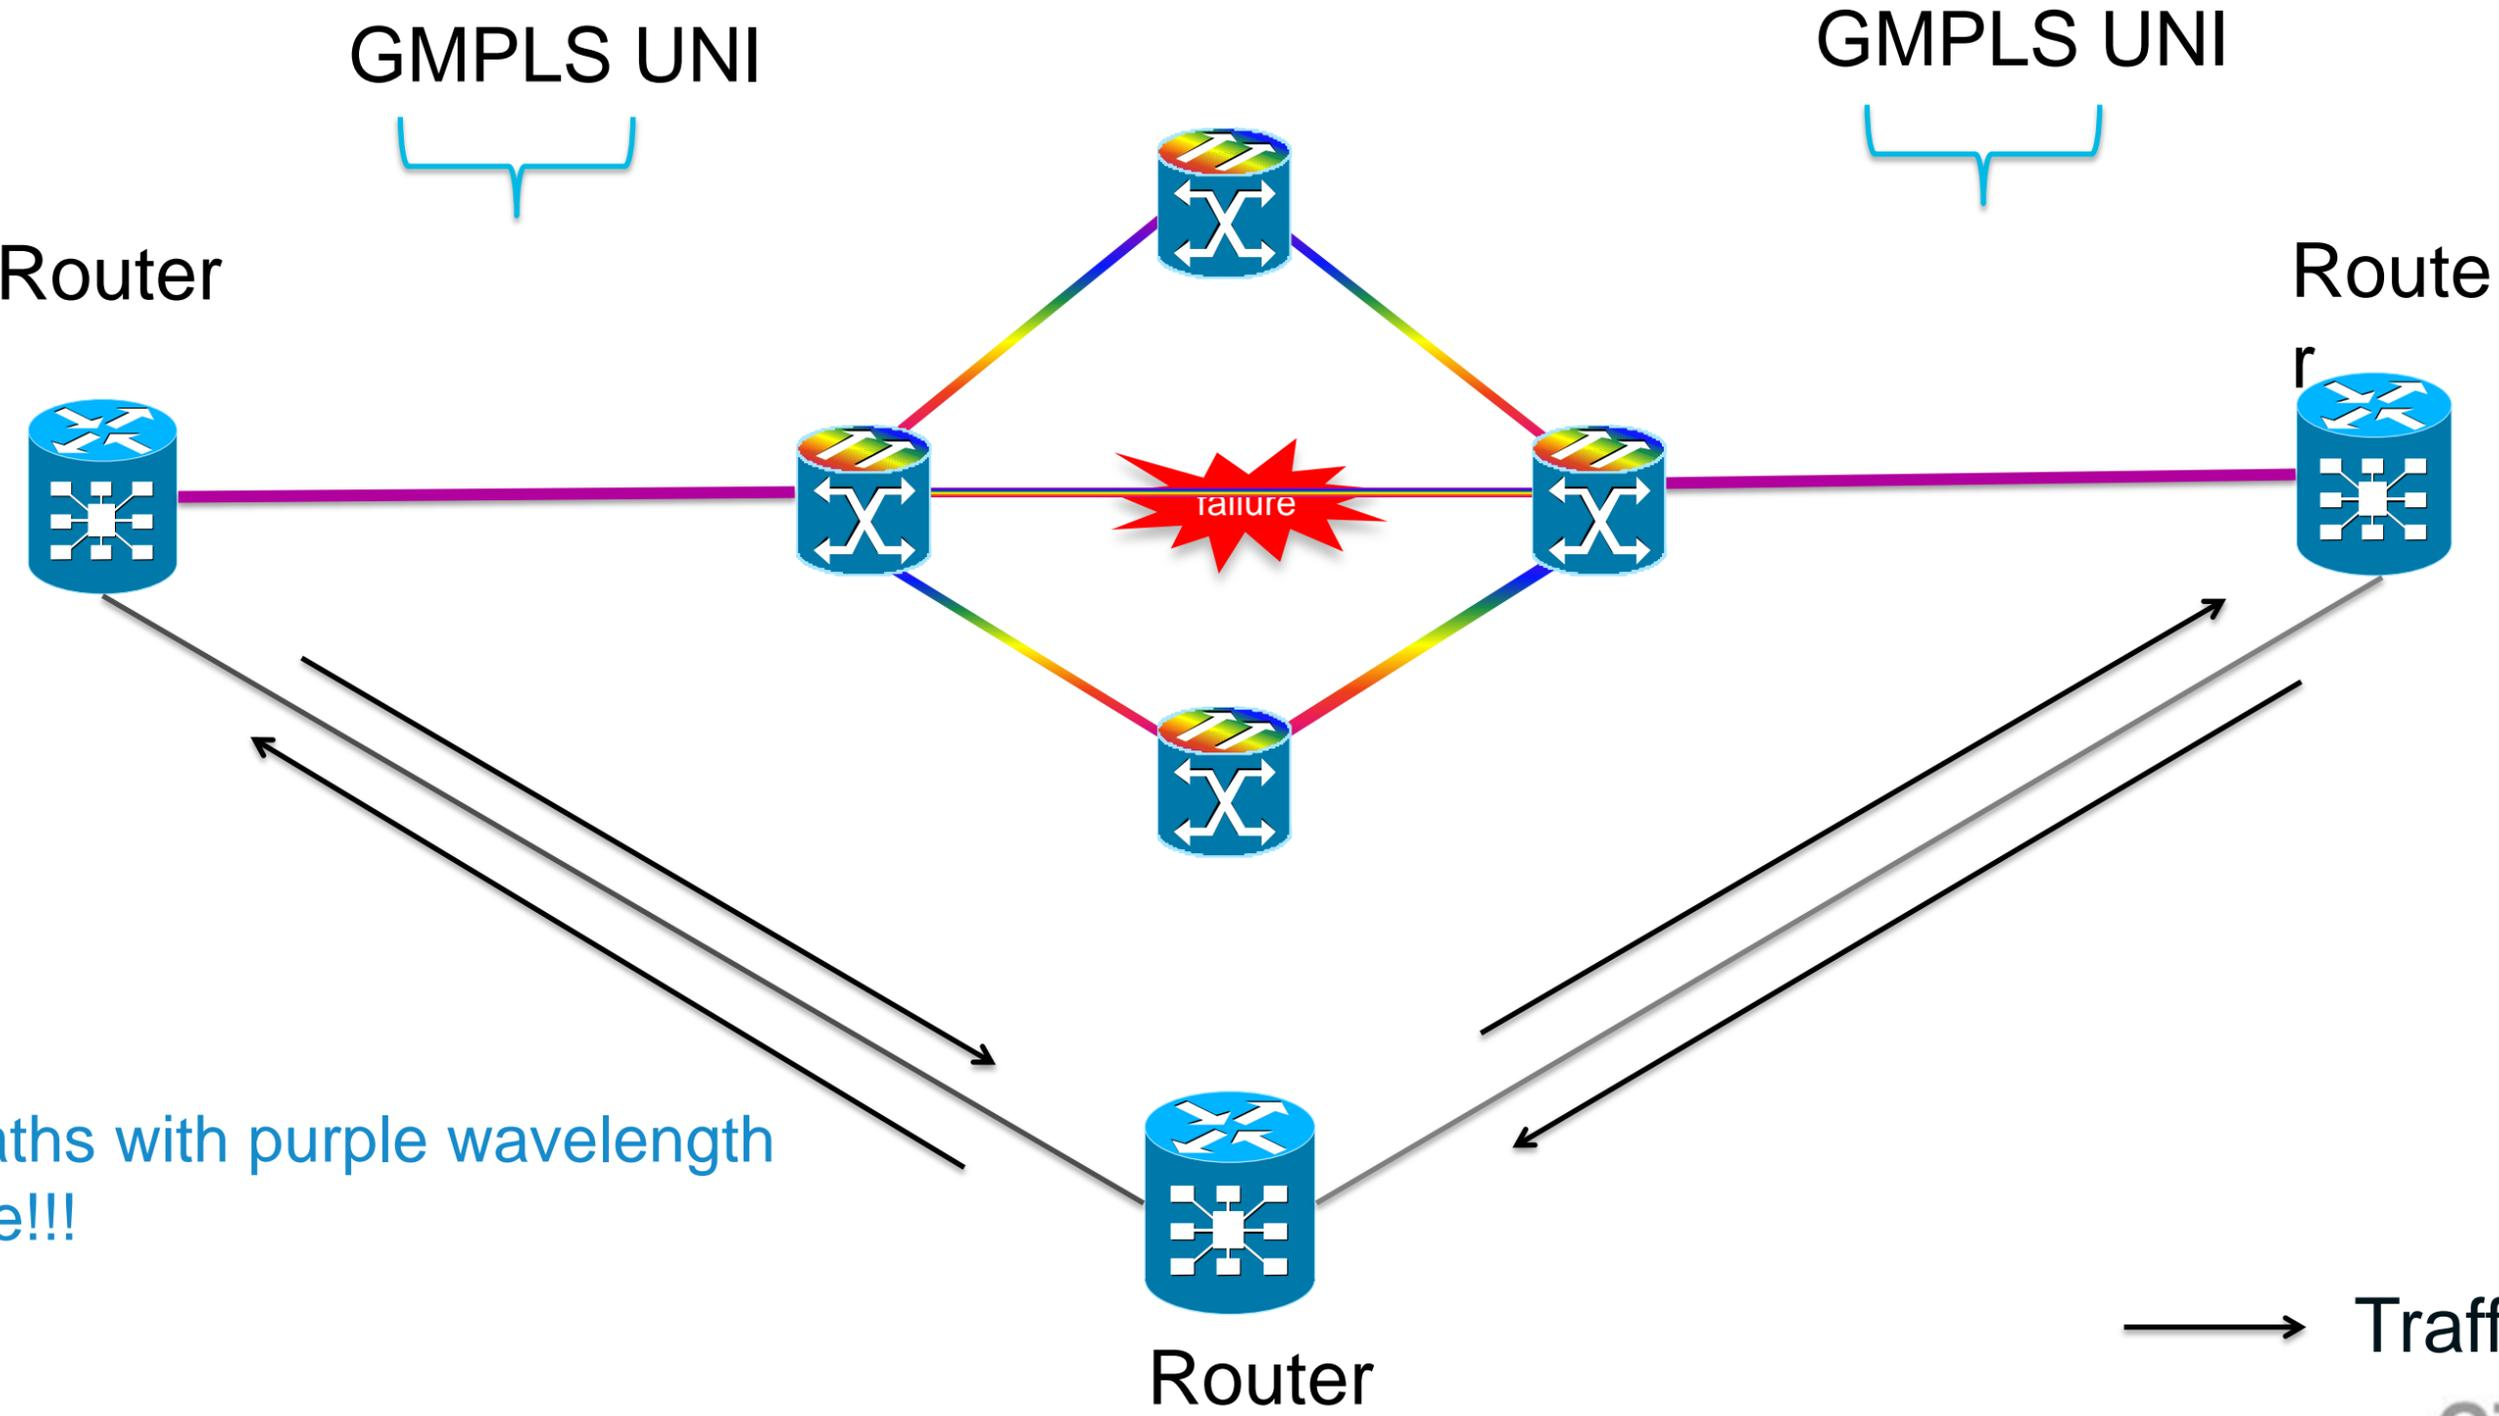 GMPLS UNI
GMPLS UNI
Router
Route
r
failure
aths with purple wavelength
e!!!
Traff
Router